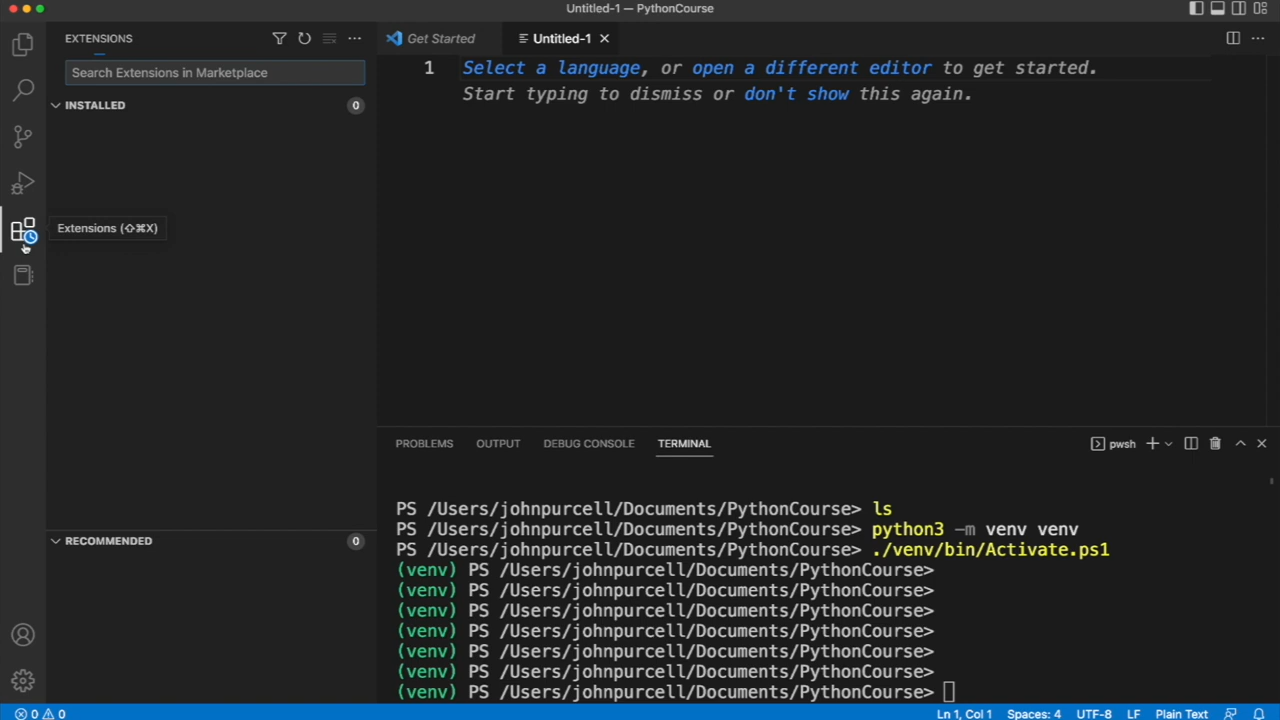 Untitled-1 — PythonCourse
EXTENSIONS
Search Extensions in Marketplace
INSTALLED 0
Extensions (⇧⌘X)
RECOMMENDED 0
Get Started Untitled-1
1 Select a language, or open a different editor to get started.
Start typing to dismiss or don't show this again.
PROBLEMS OUTPUT DEBUG CONSOLE TERMINAL pwsh
PS /Users/johnpurcell/Documents/PythonCourse> ls
PS /Users/johnpurcell/Documents/PythonCourse> python3 -m venv venv
PS /Users/johnpurcell/Documents/PythonCourse> ./venv/bin/Activate.ps1
(venv) PS /Users/johnpurcell/Documents/PythonCourse>
(venv) PS /Users/johnpurcell/Documents/PythonCourse>
(venv) PS /Users/johnpurcell/Documents/PythonCourse>
(venv) PS /Users/johnpurcell/Documents/PythonCourse>
(venv) PS /Users/johnpurcell/Documents/PythonCourse>
(venv) PS /Users/johnpurcell/Documents/PythonCourse>
(venv) PS /Users/johnpurcell/Documents/PythonCourse>
0 0 Ln 1, Col 1 Spaces: 4 UTF-8 LF Plain Text